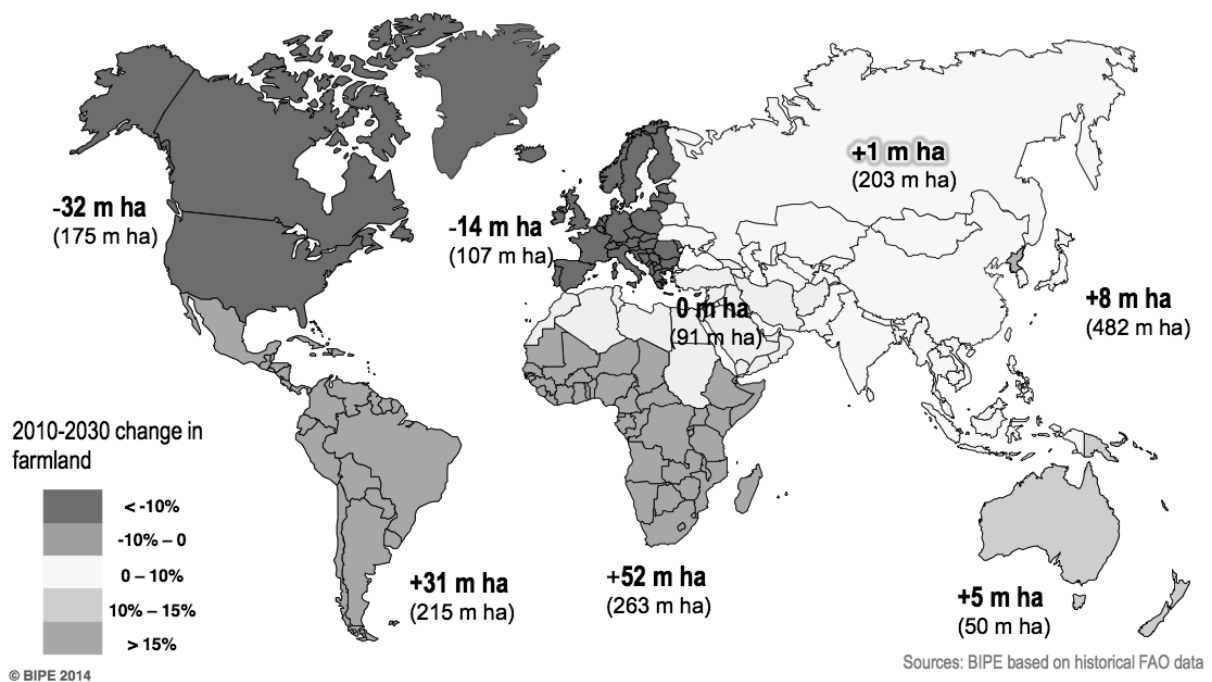 +1 m ha
(203 m ha)
-32 m ha
(175 m ha)
-14 m ha
(107 m ha)
0 m ha
(91 m ha)
+8 m ha
(482 m ha)
2010-2030 change in
farmland
< -10%
-10% – 0
0 – 10%
10% – 15%
> 15%
+31 m ha
(215 m ha)
+52 m ha
(263 m ha)
+5 m ha
(50 m ha)
Sources: BIPE based on historical FAO data
© BIPE 2014